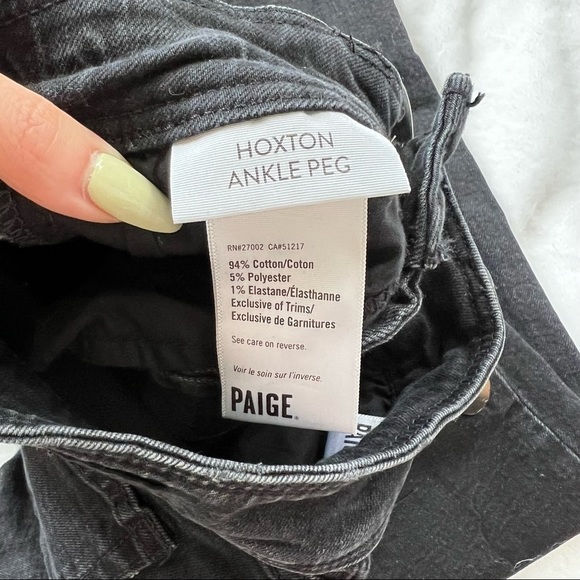 HOXTON
ANKLE PEG
RN#27002 CA#51217
94% Cotton/Coton
5% Polyester
1% Elastane/Élasthanne
Exclusive of Trims/
Exclusive de Garnitures
See care on reverse.
Voir le soin sur l'inverse.
PAIGE